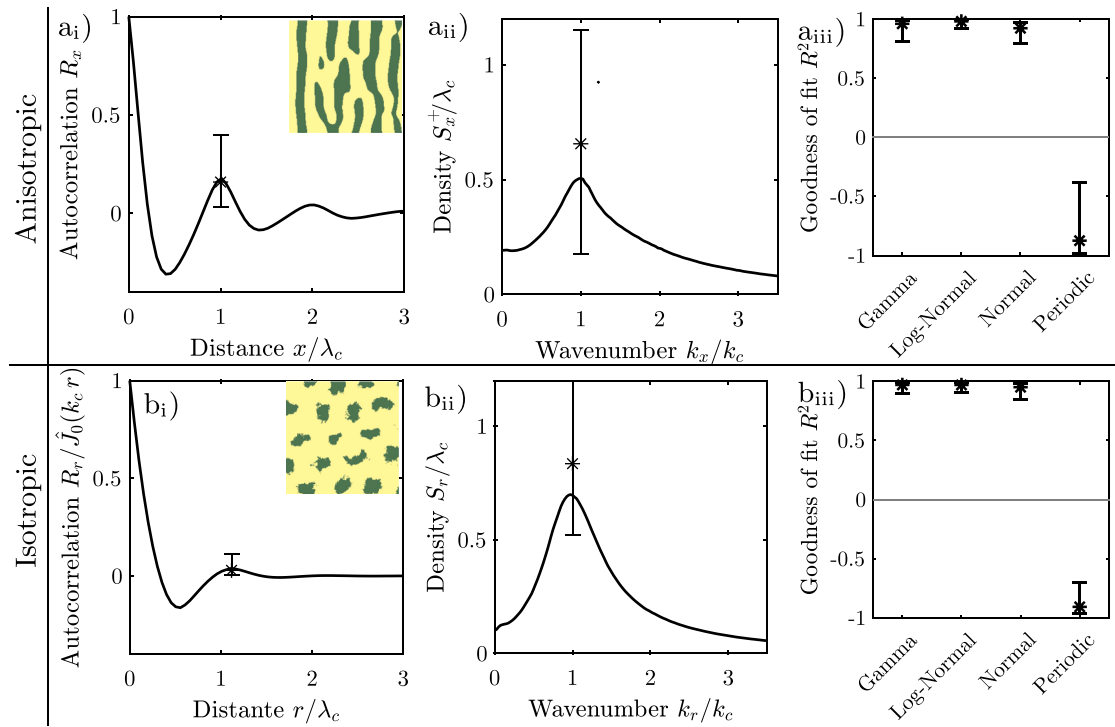 Anisotropic
a_i)
Autocorrelation R_x
1
0.5
0
0
1
2
3
Distance x/λ_c
a_ii)
Density S_x^+/λ_c
1
0.5
0
0
1
2
3
Wavenumber k_x/k_c
a_iii)
Goodness of fit R^2
1
0.5
0
-0.5
-1
Gamma
Log-Normal
Normal
Periodic
Isotropic
b_i)
Autocorrelation R_r/Ĵ_0(k_c r)
1
0.5
0
0
1
2
3
Distante r/λ_c
b_ii)
Density S_r/λ_c
1
0.5
0
0
1
2
3
Wavenumber k_r/k_c
b_iii)
Goodness of fit R^2
1
0.5
0
-0.5
-1
Gamma
Log-Normal
Normal
Periodic